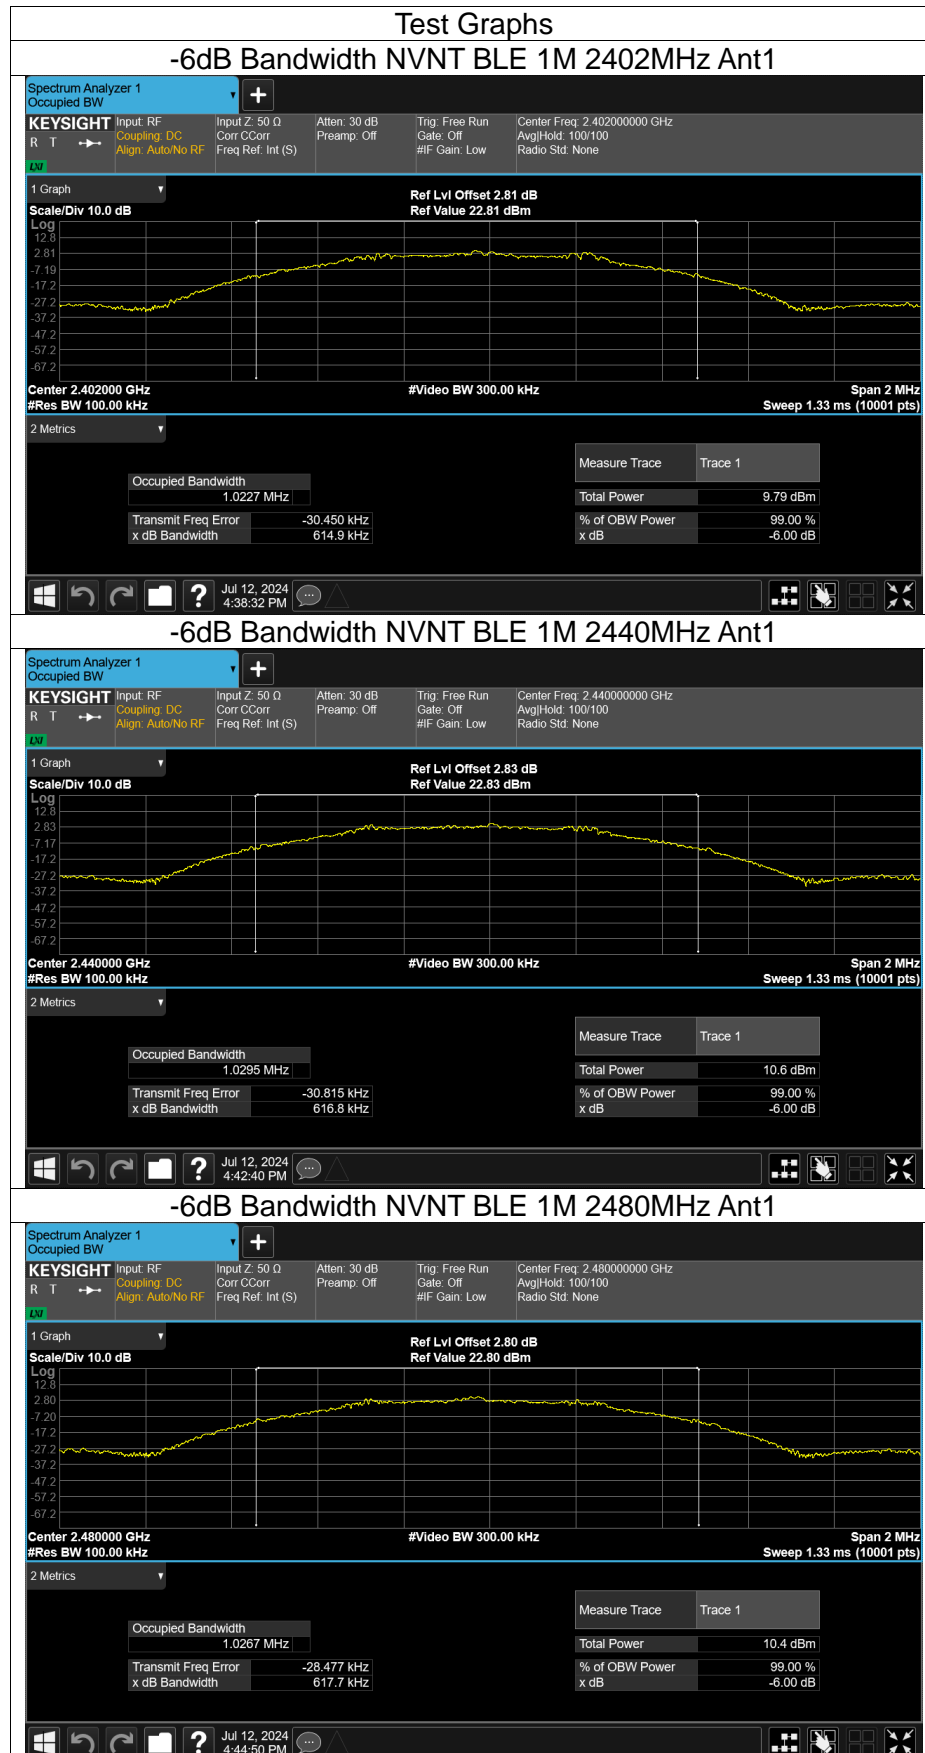 Test Graphs
-6dB Bandwidth NVNT BLE 1M 2402MHz Ant1
Spectrum Analyzer 1
Occupied BW
KEYSIGHT
R T
LXI
Input: RF
Coupling: DC
Align: Auto/No RF
Input Z: 50 Ω
Corr CCorr
Freq Ref: Int (S)
Atten: 30 dB
Preamp: Off
Trig: Free Run
Gate: Off
#IF Gain: Low
Center Freq: 2.402000000 GHz
Avg|Hold: 100/100
Radio Std: None
1 Graph
Scale/Div 10.0 dB
Ref Lvl Offset 2.81 dB
Ref Value 22.81 dBm
Log
12.8
2.81
-7.19
-17.2
-27.2
-37.2
-47.2
-57.2
-67.2
Center 2.402000 GHz
#Res BW 100.00 kHz
#Video BW 300.00 kHz
Span 2 MHz
Sweep 1.33 ms (10001 pts)
2 Metrics
Measure Trace Trace 1
Occupied Bandwidth
1.0227 MHz
Total Power 9.79 dBm
Transmit Freq Error -30.450 kHz
% of OBW Power 99.00 %
x dB Bandwidth 614.9 kHz
x dB -6.00 dB
?
Jul 12, 2024
4:38:32 PM
-6dB Bandwidth NVNT BLE 1M 2440MHz Ant1
Spectrum Analyzer 1
Occupied BW
KEYSIGHT
R T
LXI
Input: RF
Coupling: DC
Align: Auto/No RF
Input Z: 50 Ω
Corr CCorr
Freq Ref: Int (S)
Atten: 30 dB
Preamp: Off
Trig: Free Run
Gate: Off
#IF Gain: Low
Center Freq: 2.440000000 GHz
Avg|Hold: 100/100
Radio Std: None
1 Graph
Scale/Div 10.0 dB
Ref Lvl Offset 2.83 dB
Ref Value 22.83 dBm
Log
12.8
2.83
-7.17
-17.2
-27.2
-37.2
-47.2
-57.2
-67.2
Center 2.440000 GHz
#Res BW 100.00 kHz
#Video BW 300.00 kHz
Span 2 MHz
Sweep 1.33 ms (10001 pts)
2 Metrics
Measure Trace Trace 1
Occupied Bandwidth
1.0295 MHz
Total Power 10.6 dBm
Transmit Freq Error -30.815 kHz
% of OBW Power 99.00 %
x dB Bandwidth 616.8 kHz
x dB -6.00 dB
?
Jul 12, 2024
4:42:40 PM
-6dB Bandwidth NVNT BLE 1M 2480MHz Ant1
Spectrum Analyzer 1
Occupied BW
KEYSIGHT
R T
LXI
Input: RF
Coupling: DC
Align: Auto/No RF
Input Z: 50 Ω
Corr CCorr
Freq Ref: Int (S)
Atten: 30 dB
Preamp: Off
Trig: Free Run
Gate: Off
#IF Gain: Low
Center Freq: 2.480000000 GHz
Avg|Hold: 100/100
Radio Std: None
1 Graph
Scale/Div 10.0 dB
Ref Lvl Offset 2.80 dB
Ref Value 22.80 dBm
Log
12.8
2.80
-7.20
-17.2
-27.2
-37.2
-47.2
-57.2
-67.2
Center 2.480000 GHz
#Res BW 100.00 kHz
#Video BW 300.00 kHz
Span 2 MHz
Sweep 1.33 ms (10001 pts)
2 Metrics
Measure Trace Trace 1
Occupied Bandwidth
1.0267 MHz
Total Power 10.4 dBm
Transmit Freq Error -28.477 kHz
% of OBW Power 99.00 %
x dB Bandwidth 617.7 kHz
x dB -6.00 dB
?
Jul 12, 2024
4:44:50 PM